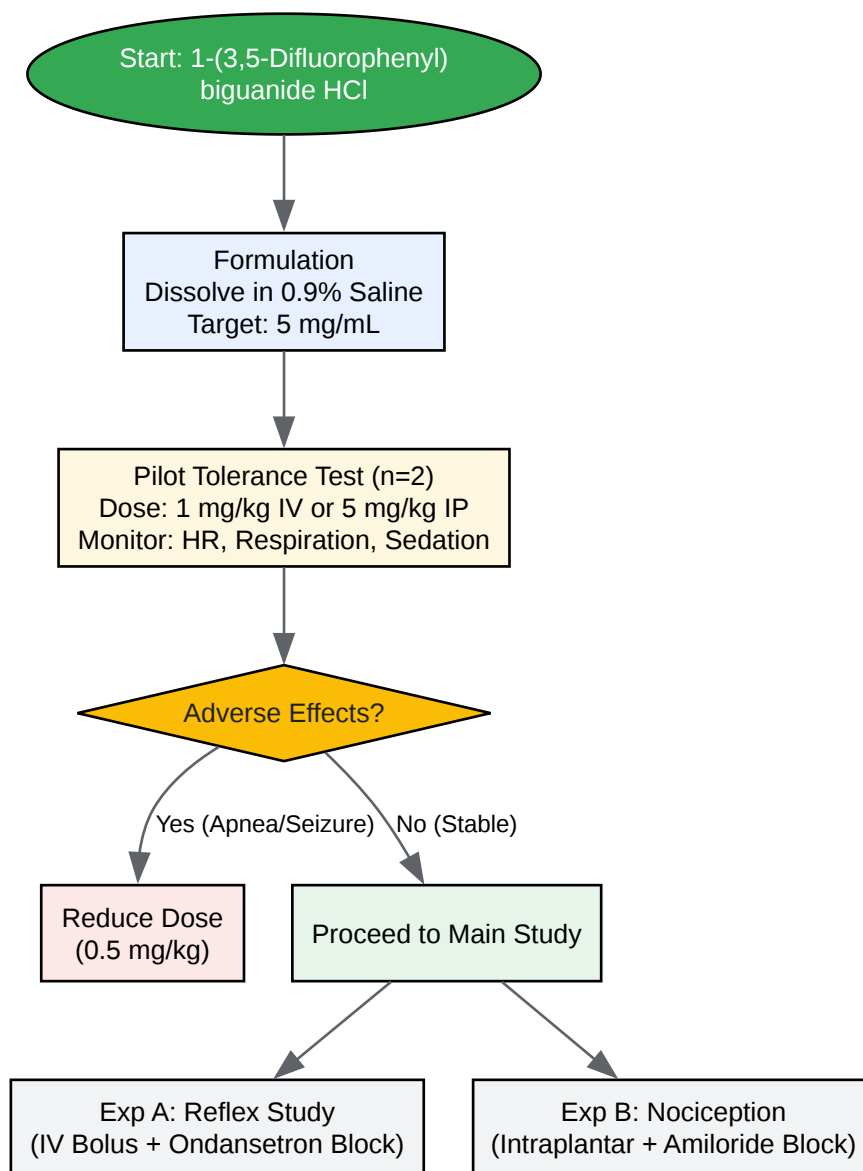 Start: 1-(3,5-Difluorophenyl)
biguanide HCl
Formulation
Dissolve in 0.9% Saline
Target: 5 mg/mL
Pilot Tolerance Test (n=2)
Dose: 1 mg/kg IV or 5 mg/kg IP
Monitor: HR, Respiration, Sedation
Adverse Effects?
Yes (Apnea/Seizure)
No (Stable)
Reduce Dose
(0.5 mg/kg)
Proceed to Main Study
Exp A: Reflex Study
(IV Bolus + Ondansetron Block)
Exp B: Nociception
(Intraplantar + Amiloride Block)